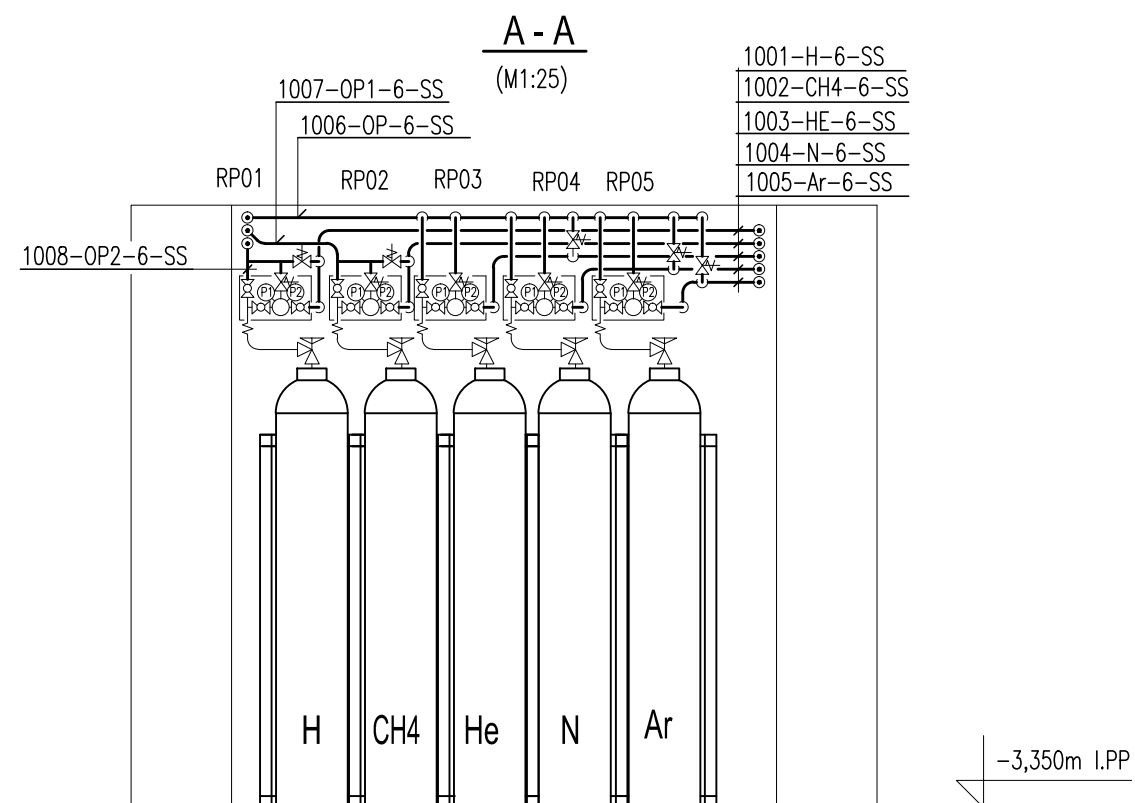 A - A
(M1:25)
1001-H-6-SS
1002-CH4-6-SS
1003-HE-6-SS
1004-N-6-SS
1005-Ar-6-SS
1007-OP1-6-SS
1006-OP-6-SS
RP01
RP02
RP03
RP04
RP05
1008-OP2-6-SS
P1 P2
P1 P2
P1 P2
P1 P2
P1 P2
H
CH4
He
N
Ar
-3,350m I.PP